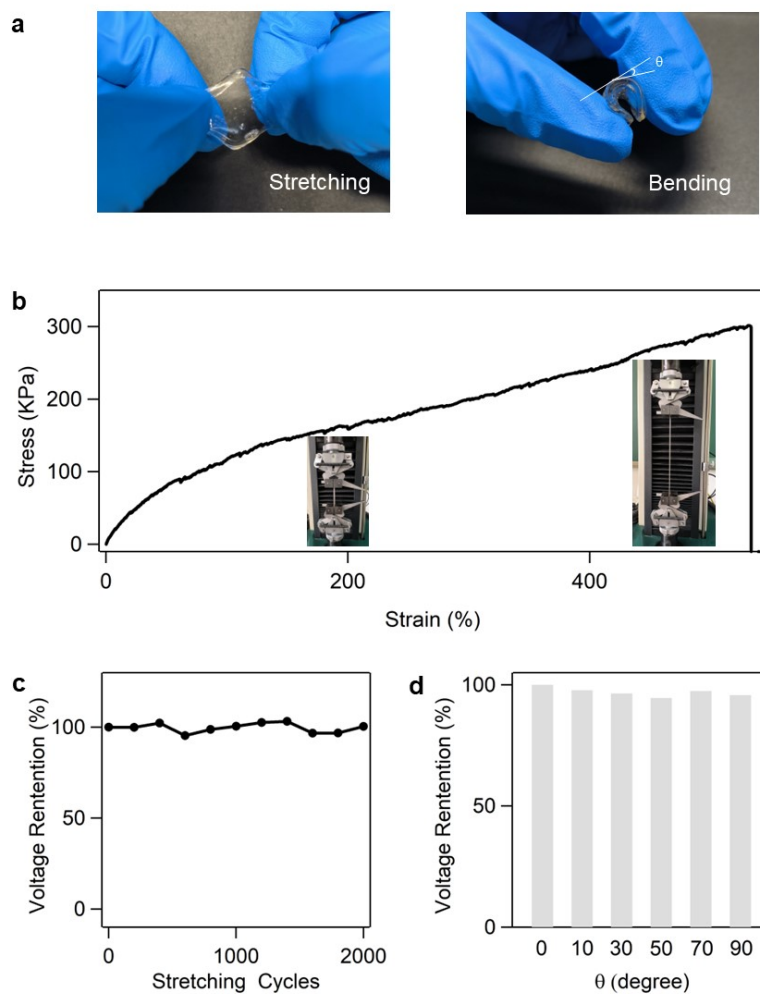 a
Stretching
θ
Bending
b
300
200
100
0
Stress (KPa)
0
200
400
Strain (%)
c
100
50
0
Voltage Rentention (%)
0
1000
2000
Stretching Cycles
d
100
50
0
Voltage Rentention (%)
0
10
30
50
70
90
θ (degree)